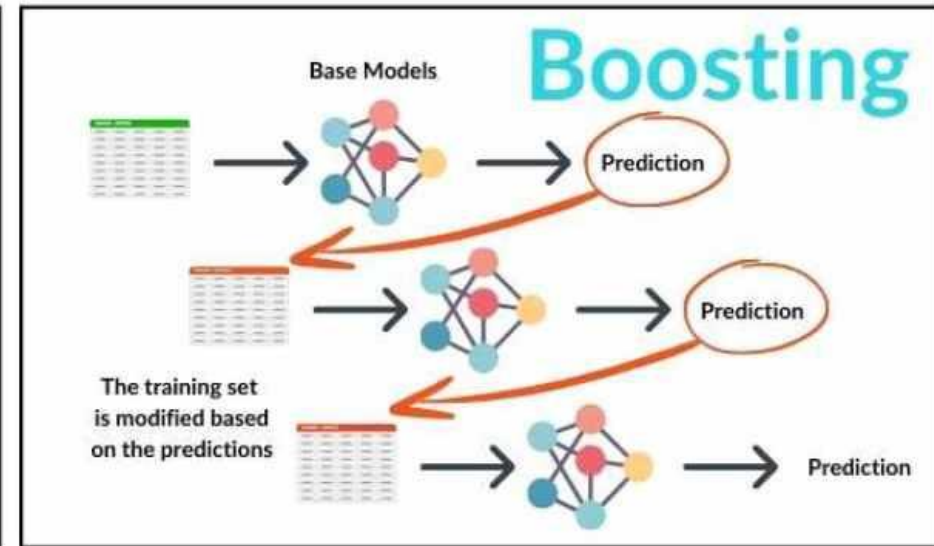 Boosting
Base Models
Prediction
Prediction
The training set
is modified based
on the predictions
Prediction